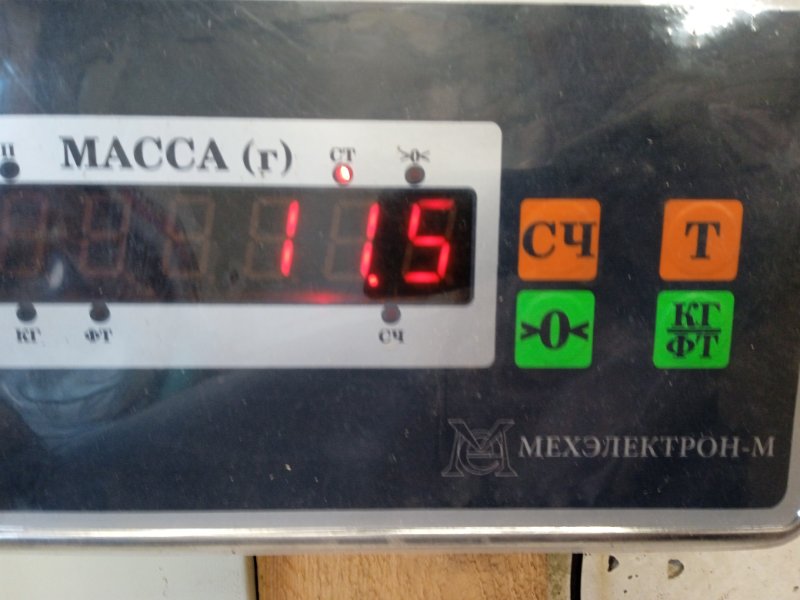 П МАССА (г) СТ >0<
11.5
КГ ФТ СЧ
СЧ Т
>0< КГ
ФТ
МЕХЭЛЕКТРОН-М